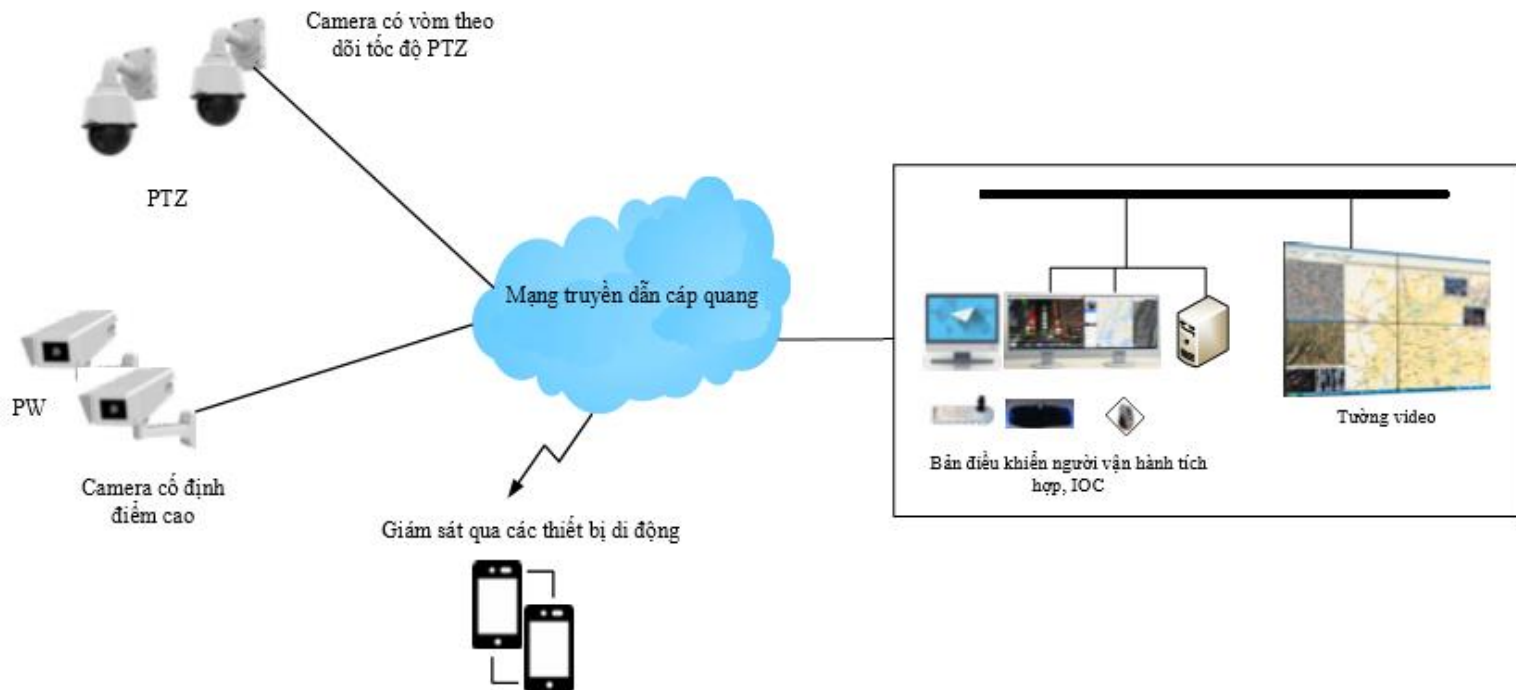 Camera có vòm theo
dõi tốc độ PTZ
PTZ
Mạng truyền dẫn cáp quang
PW
Camera cố định
điểm cao
Giám sát qua các thiết bị di động
Bản điều khiển người vận hành tích
hợp, IOC
Tường video